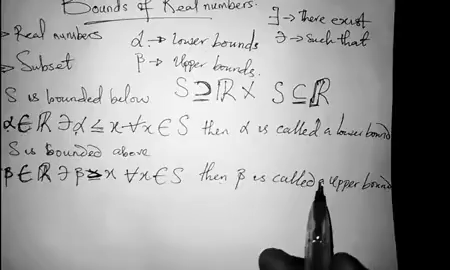 Bounds of Real numbers.
→ Real numbers
α → Lower bounds
∃ → There exist
→ Subset
β → Upper bounds.
∋ → such that
S ⊇ ℝ × S ⊆ ℝ
S is bounded below
α ∈ ℝ ∋ α ≤ x ∀x ∈ S then α is called a lower bound
S is bounded above
β ∈ ℝ ∋ β ≥ x ∀x ∈ S then β is called a upper bound